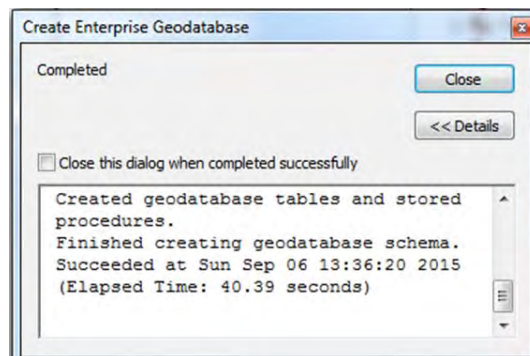 Create Enterprise Geodatabase
Completed
Close
<< Details
Close this dialog when completed successfully
Created geodatabase tables and stored
procedures.
Finished creating geodatabase schema.
Succeeded at Sun Sep 06 13:36:20 2015
(Elapsed Time: 40.39 seconds)